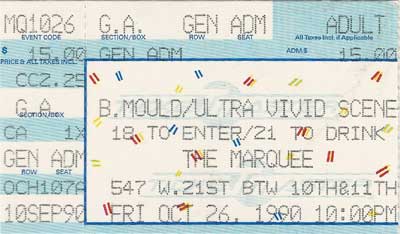 MQ1026 G.A. GEN ADM ADULT
EVENT CODE SECTION/BOX ROW SEAT All Taxes Incl. if Applicable
$ 15.00 GEN ADM 15.00
PRICE & ALL TAXES INCL.
CCZ.25
SECTION/BOX
G.A B.MOULD/ULTRA VIVID SCENE
CA 1X 18 TO ENTER/21 TO DRINK
GEN ADM THE MARQUEE
ROW SEAT
OCH107A 547 W.21ST BTW 10TH&11TH
10SEP90 FRI OCT 26, 1990 10:00PM